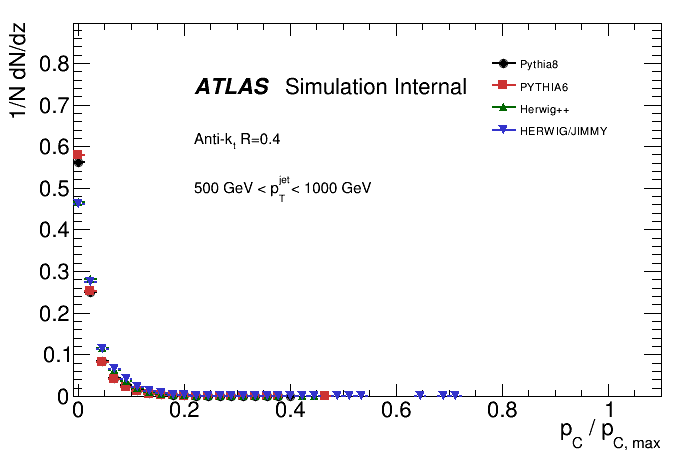 1/N dN/dz
0.8
0.7
0.6
0.5
0.4
0.3
0.2
0.1
0
ATLAS Simulation Internal
Anti-k_t R=0.4
500 GeV < p_T^jet < 1000 GeV
Pythia8
PYTHIA6
Herwig++
HERWIG/JIMMY
0 0.2 0.4 0.6 0.8 1
p_C / p_C, max